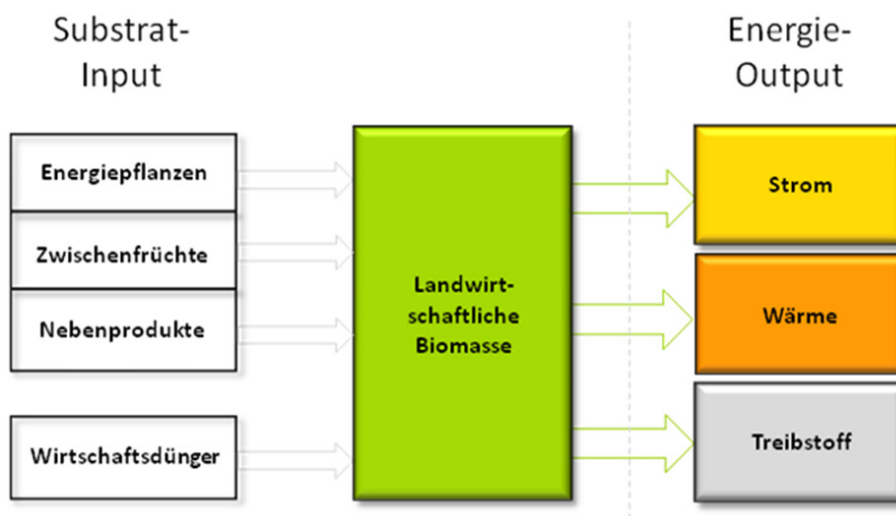 Substrat-
Input
Energie-
Output
Energiepflanzen
Zwischenfrüchte
Nebenprodukte
Wirtschaftsdünger
Landwirt-
schaftliche
Biomasse
Strom
Wärme
Treibstoff